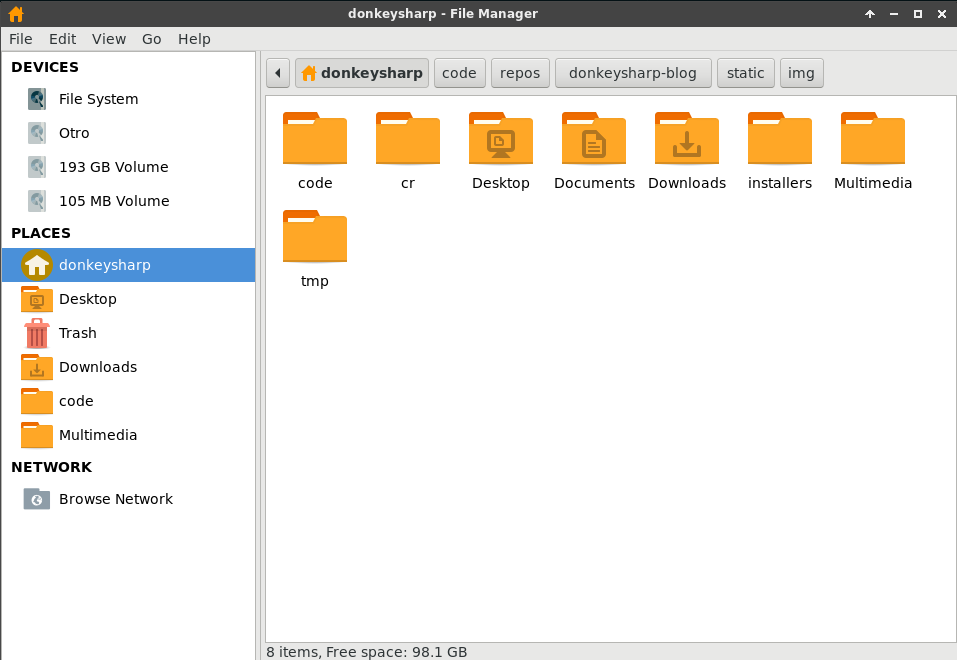 donkeysharp - File Manager
File Edit View Go Help
DEVICES
File System
Otro
193 GB Volume
105 MB Volume
PLACES
donkeysharp
Desktop
Trash
Downloads
code
Multimedia
NETWORK
Browse Network
donkeysharp code repos donkeysharp-blog static img
code cr Desktop Documents Downloads installers Multimedia
tmp
8 items, Free space: 98.1 GB